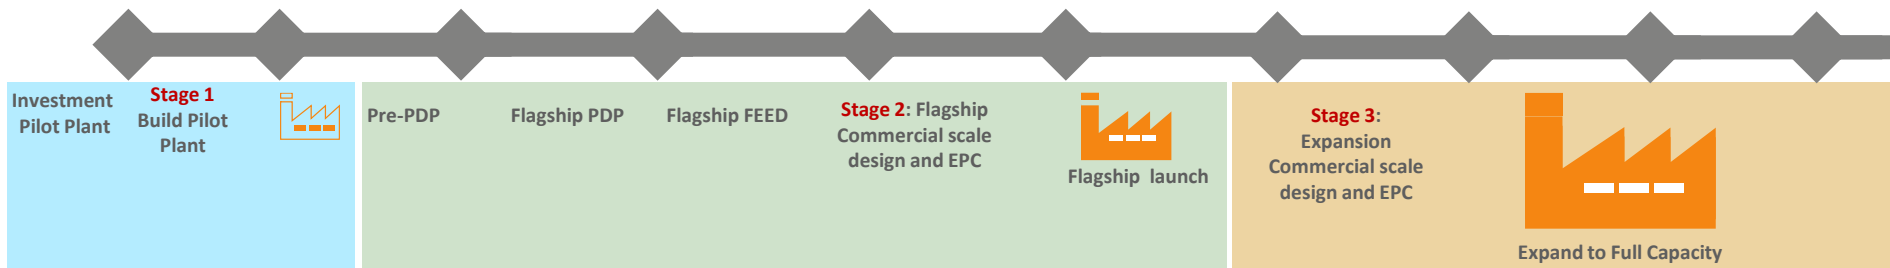 Investment
Pilot Plant
Stage 1
Build Pilot
Plant
Pre-PDP
Flagship PDP
Flagship FEED
Stage 2: Flagship
Commercial scale
design and EPC
Flagship launch
Stage 3:
Expansion
Commercial scale
design and EPC
Expand to Full Capacity